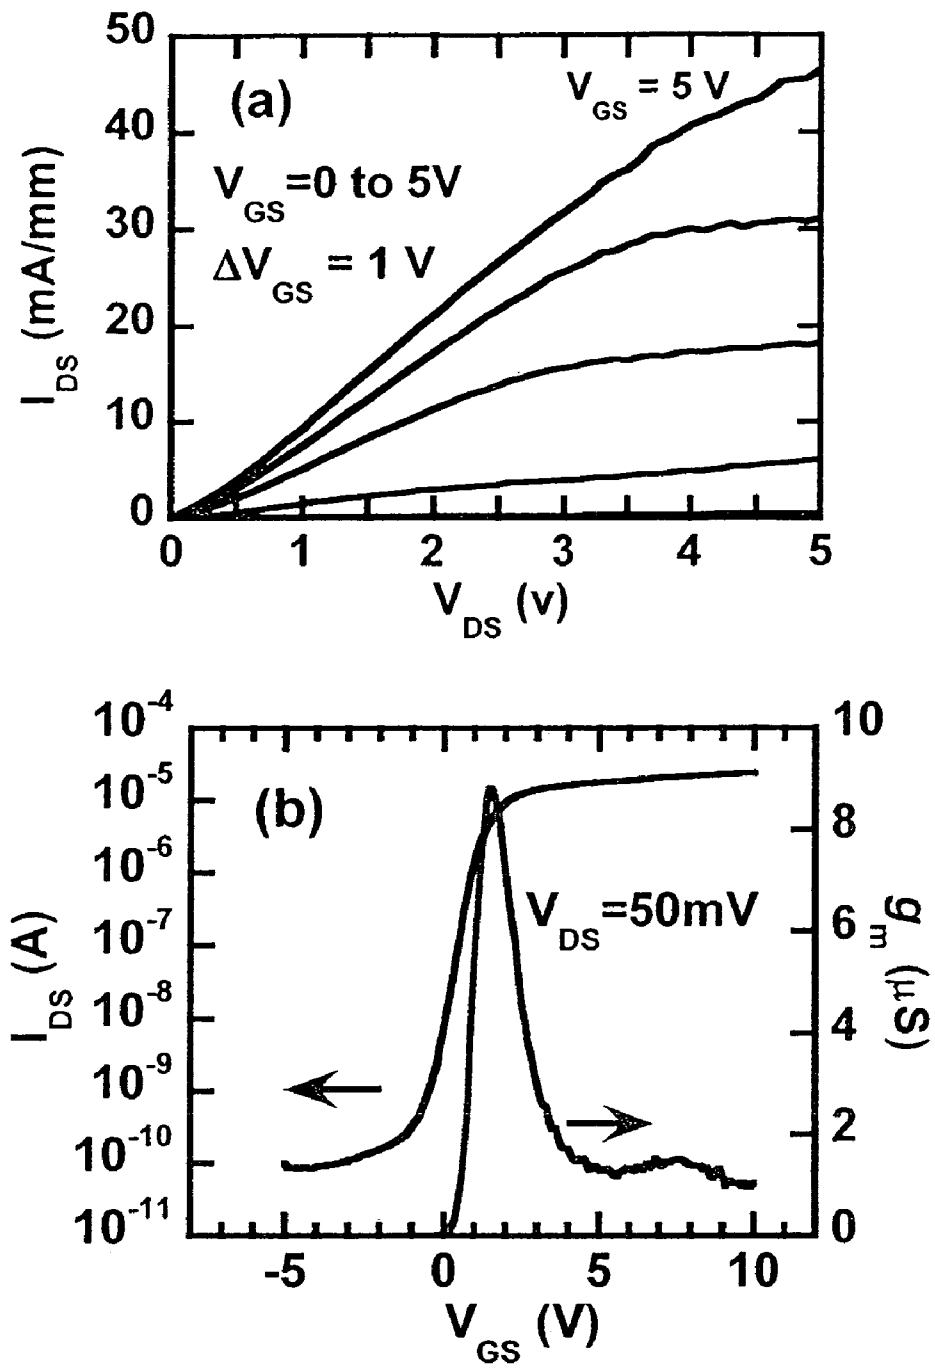 50
40
30
20
10
0
I_DS (mA/mm)
(a)
V_GS = 5 V
V_GS=0 to 5V
ΔV_GS = 1 V
0 1 2 3 4 5
V_DS (v)
10^-4
10^-5
10^-6
10^-7
10^-8
10^-9
10^-10
10^-11
I_DS (A)
(b)
V_DS=50mV
10
8
6
4
2
0
g_m (μS)
-5 0 5 10
V_GS (V)